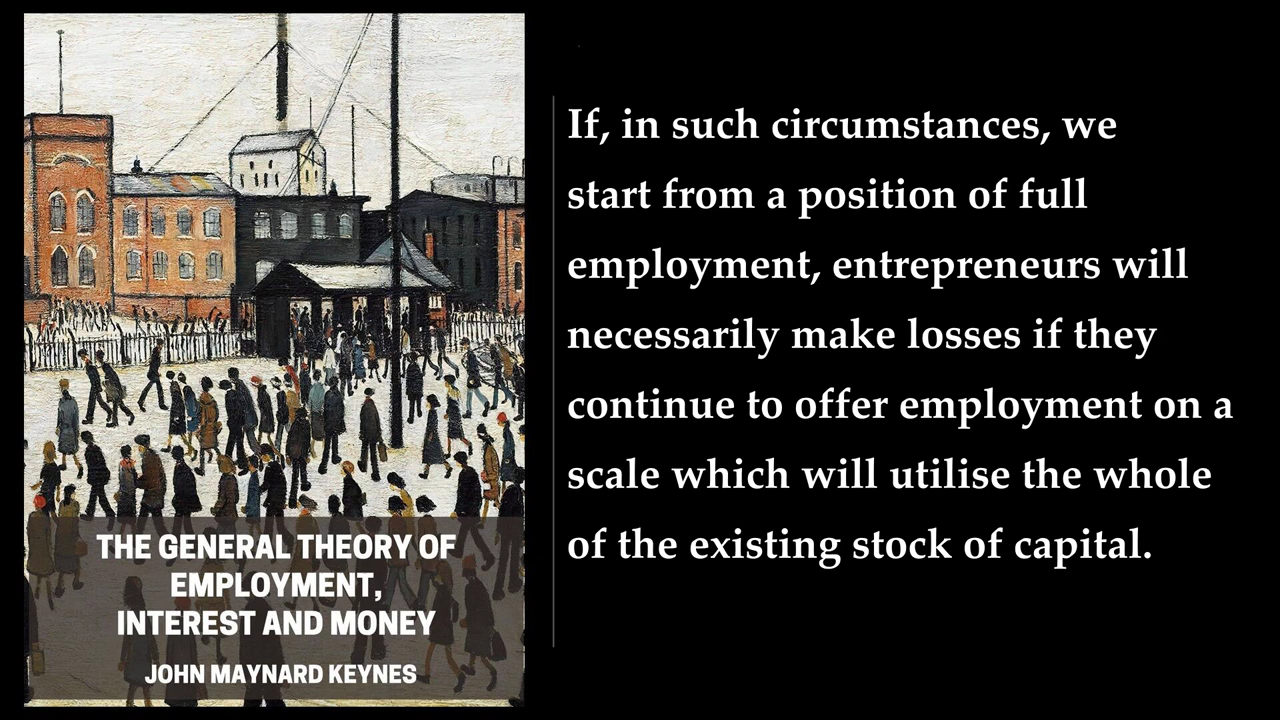 THE GENERAL THEORY OF
EMPLOYMENT,
INTEREST AND MONEY
JOHN MAYNARD KEYNES
If, in such circumstances, we
start from a position of full
employment, entrepreneurs will
necessarily make losses if they
continue to offer employment on a
scale which will utilise the whole
of the existing stock of capital.